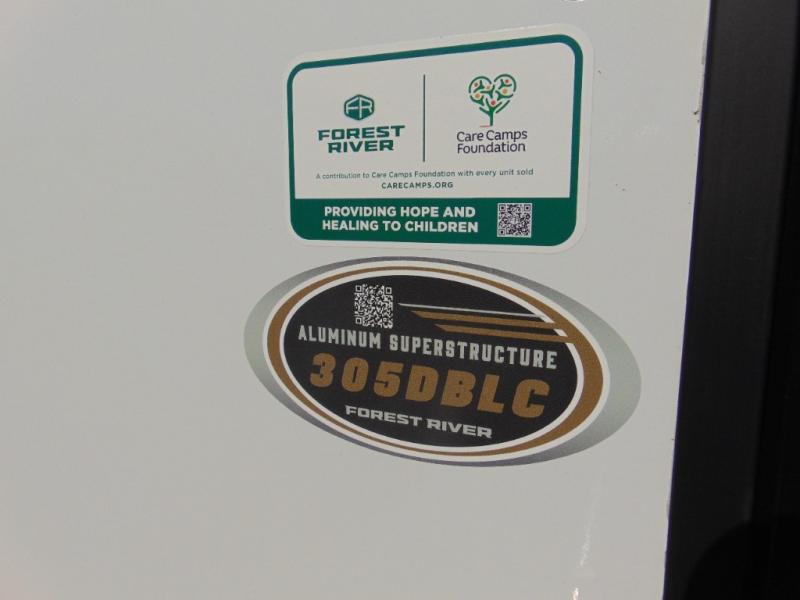 FR
FOREST
RIVER
Care Camps
Foundation
A contribution to Care Camps Foundation with every unit sold
CARECAMPS.ORG
PROVIDING HOPE AND
HEALING TO CHILDREN
ALUMINUM SUPERSTRUCTURE
305DBLC
FOREST RIVER